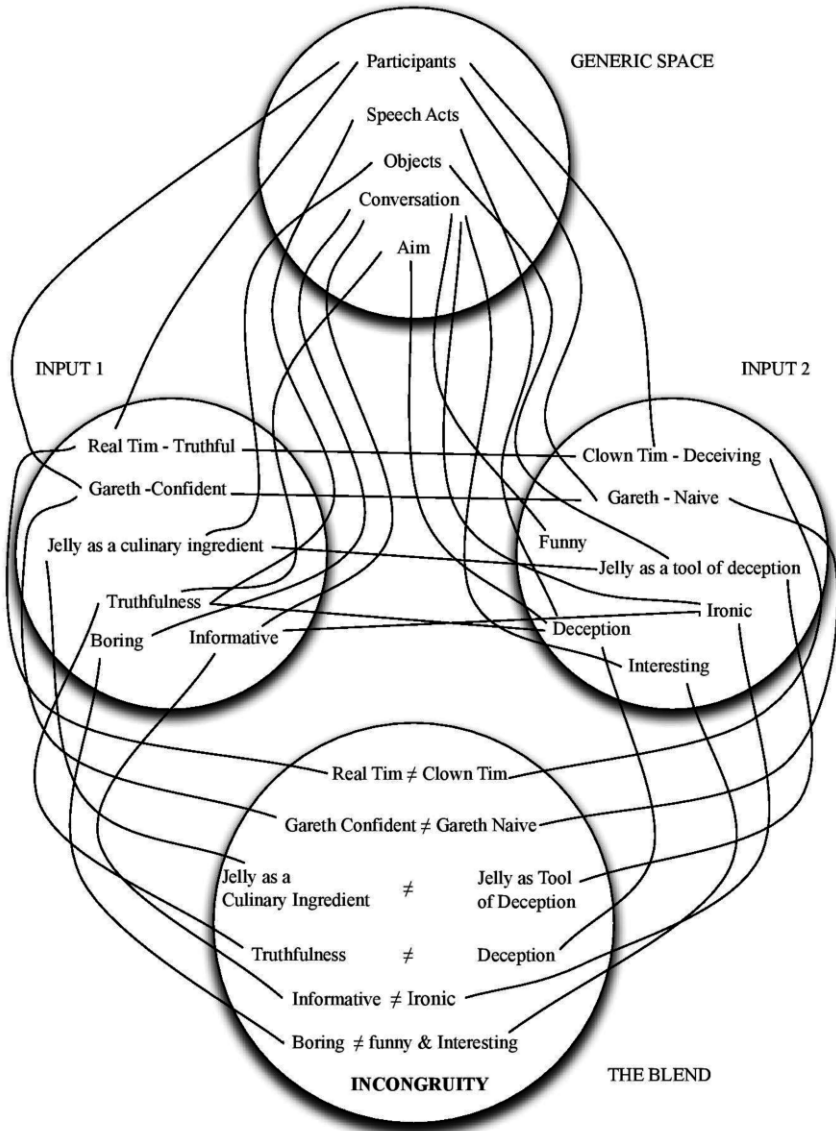 Participants
GENERIC SPACE
Speech Acts
Objects
Conversation
Aim
INPUT 1
INPUT 2
Real Tim - Truthful
Gareth -Confident
Jelly as a culinary ingredient
Truthfulness
Boring
Informative
Clown Tim - Deceiving
Gareth - Naive
Funny
Jelly as a tool of deception
Ironic
Deception
Interesting
Real Tim ≠ Clown Tim
Gareth Confident ≠ Gareth Naive
Jelly as a
Culinary Ingredient
≠
Jelly as Tool
of Deception
Truthfulness ≠ Deception
Informative ≠ Ironic
Boring ≠ funny & Interesting
INCONGRUITY
THE BLEND